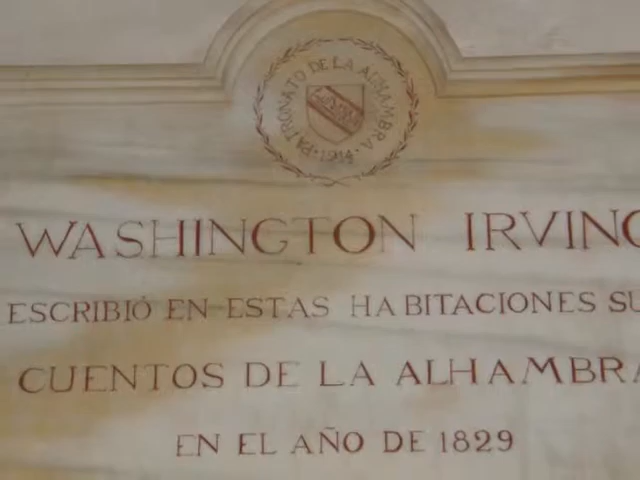 PATRONATO DE LA ALHAMBRA
· 1914 ·
WASHINGTON IRVING
ESCRIBIÓ EN ESTAS HABITACIONES SU
CUENTOS DE LA ALHAMBRA
EN EL AÑO DE 1829